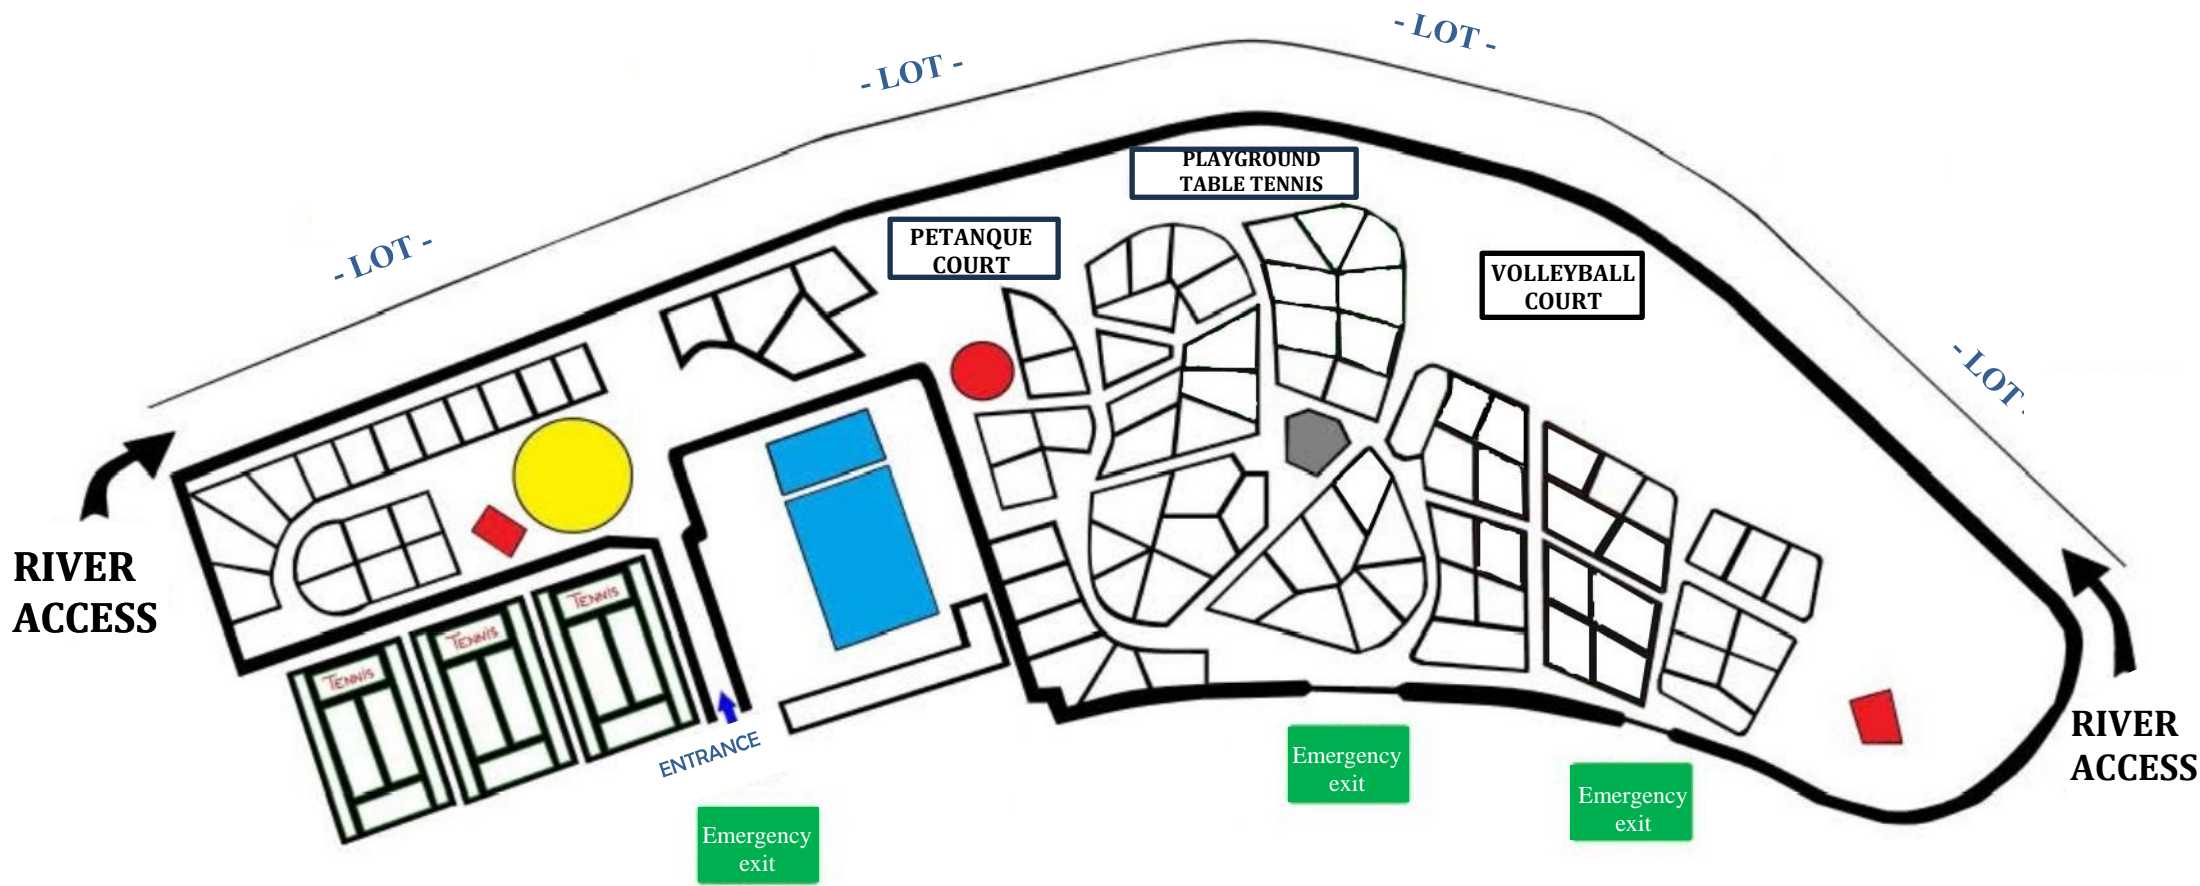 - LOT -
- LOT -
- LOT -
PLAYGROUND
TABLE TENNIS
PETANQUE
COURT
VOLLEYBALL
COURT
- LOT -
RIVER
ACCESS
TENNIS
TENNIS
TENNIS
ENTRANCE
RIVER
ACCESS
Emergency
exit
Emergency
exit
Emergency
exit